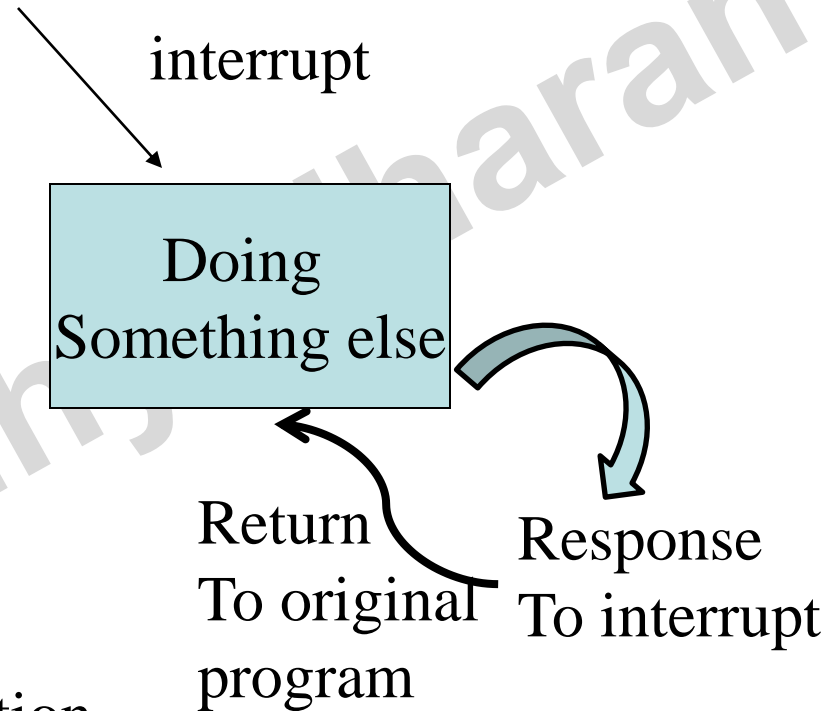 interrupt
Doing
Something else
Return
To original
program
Response
To interrupt